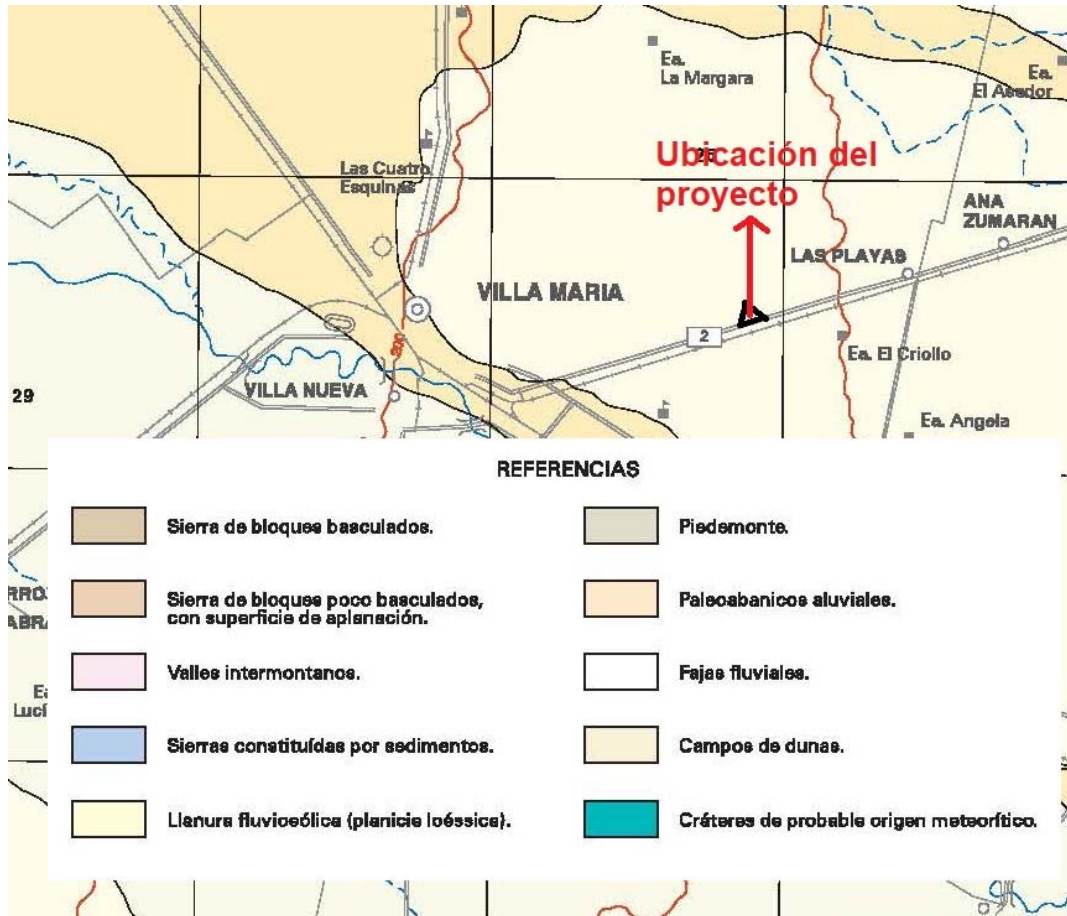 Ea.
La Margara
Ea.
El Asador
Ubicación del
proyecto
Las Cuatro
Esquinas
ANA
ZUMARAN
LAS PLAYAS
VILLA MARIA
2
200
Ea. El Criollo
VILLA NUEVA
29
Ea. Angela
REFERENCIAS
Sierra de bloques basculados.
Piedemonte.
Sierra de bloques poco basculados,
con superficie de aplanación.
Paleoabanicos aluviales.
Valles intermontanos.
Fajas fluviales.
Sierras constituídas por sedimentos.
Campos de dunas.
Llanura fluvioeólica (planicie loéssica).
Cráteres de probable origen meteorítico.